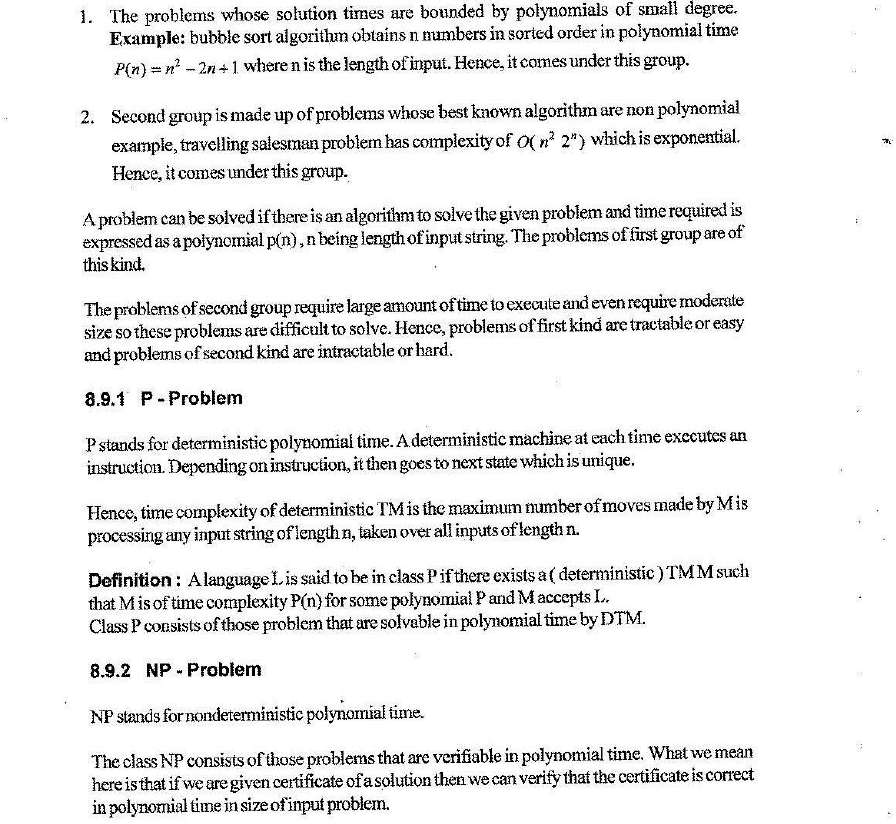 1. The problems whose solution times are bounded by polynomials of small degree.
Example: bubble sort algorithm obtains n numbers in sorted order in polynomial time
P(n) = n² – 2n + 1 where n is the length of input. Hence, it comes under this group.
2. Second group is made up of problems whose best known algorithm are non polynomial
example, travelling salesman problem has complexity of O( n² 2ⁿ) which is exponential.
Hence, it comes under this group.
A problem can be solved if there is an algorithm to solve the given problem and time required is
expressed as a polynomial p(n) , n being length of input string. The problems of first group are of
this kind.
The problems of second group require large amount of time to execute and even require moderate
size so these problems are difficult to solve. Hence, problems of first kind are tractable or easy
and problems of second kind are intractable or hard.
8.9.1 P - Problem
P stands for deterministic polynomial time. A deterministic machine at each time executes an
instruction. Depending on instruction, it then goes to next state which is unique.
Hence, time complexity of deterministic TM is the maximum number of moves made by M is
processing any input string of length n, taken over all inputs of length n.
Definition : A language L is said to be in class P if there exists a ( deterministic ) TM M such
that M is of time complexity P(n) for some polynomial P and M accepts L.
Class P consists of those problem that are solvable in polynomial time by DTM.
8.9.2 NP - Problem
NP stands for nondeterministic polynomial time.
The class NP consists of those problems that are verifiable in polynomial time. What we mean
here is that if we are given certificate of a solution then we can verify that the certificate is correct
in polynomial time in size of input problem.